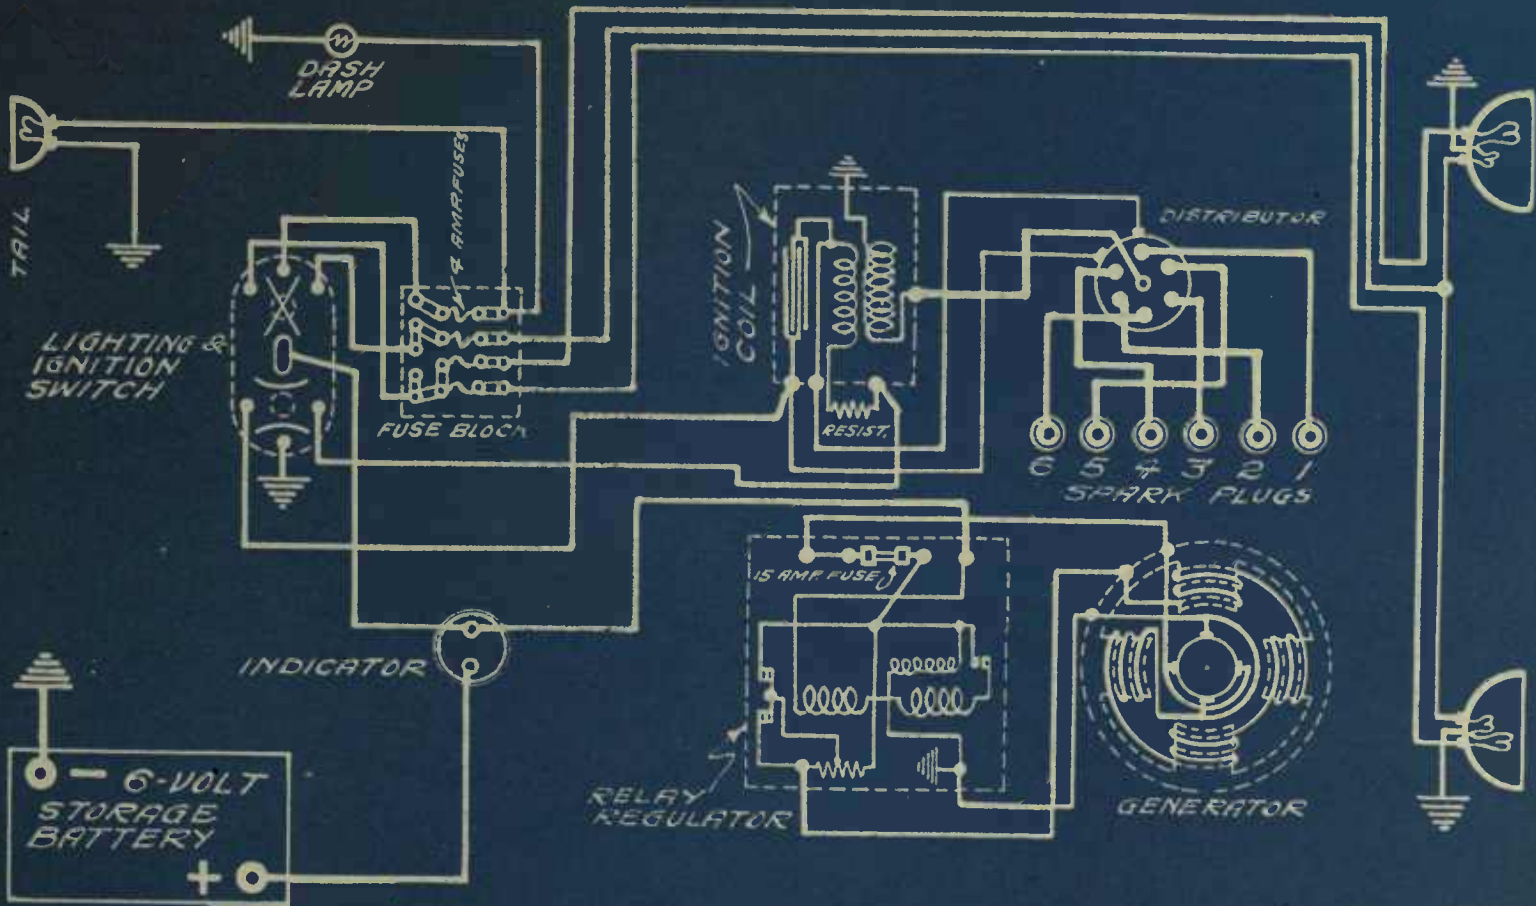 DASH
LAMP
4 AMP. FUSES
TAIL
IGNITION
COIL
DISTRIBUTOR
LIGHTING &
IGNITION
SWITCH
FUSE BLOCK
RESIST.
6 5 4 3 2 1
SPARK PLUGS
15 AMP. FUSE
INDICATOR
- 6-VOLT
STORAGE
BATTERY
+
RELAY
REGULATOR
GENERATOR